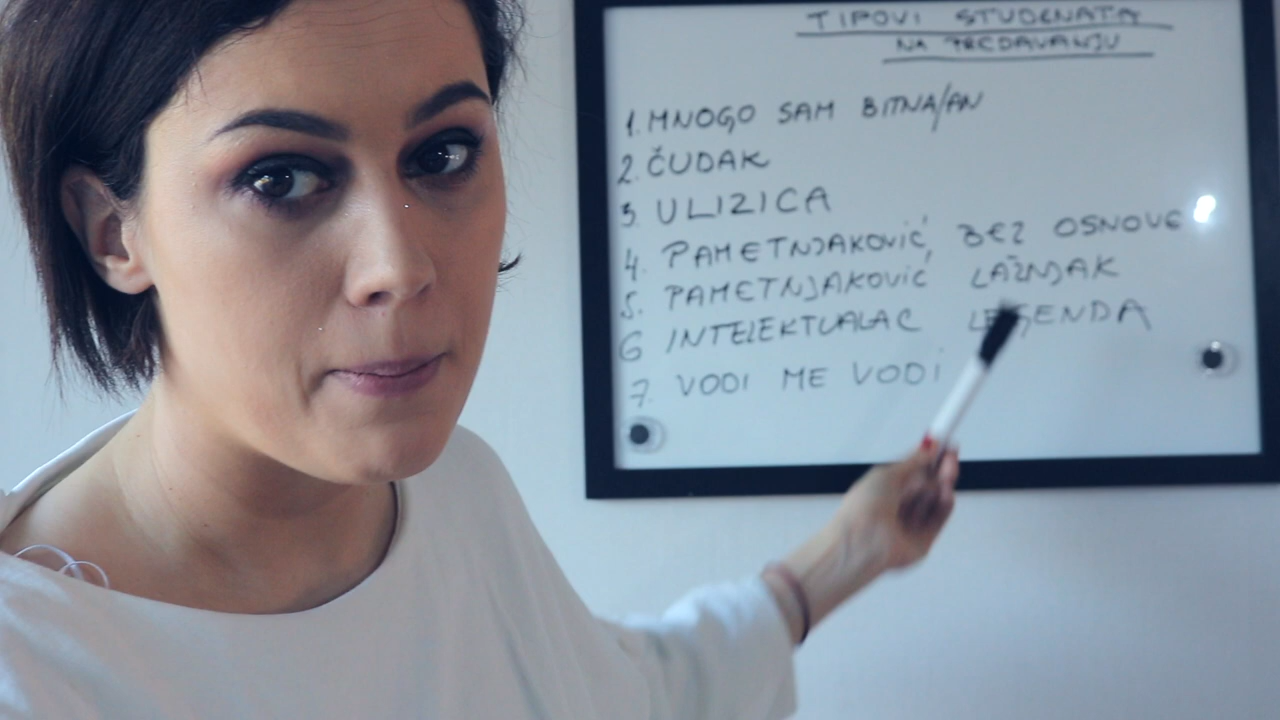 TIPOVI STUDENATA
NA PREDAVANJU
1. MNOGO SAM BITNA/AN
2. ČUDAK
3. ULIZICA
4. PAMETNJAKOVIĆ, BEZ OSNOVE
5. PAMETNJAKOVIĆ LAŽNJAK
6 INTELEKTUALAC LEGENDA
7. VODI ME VODI